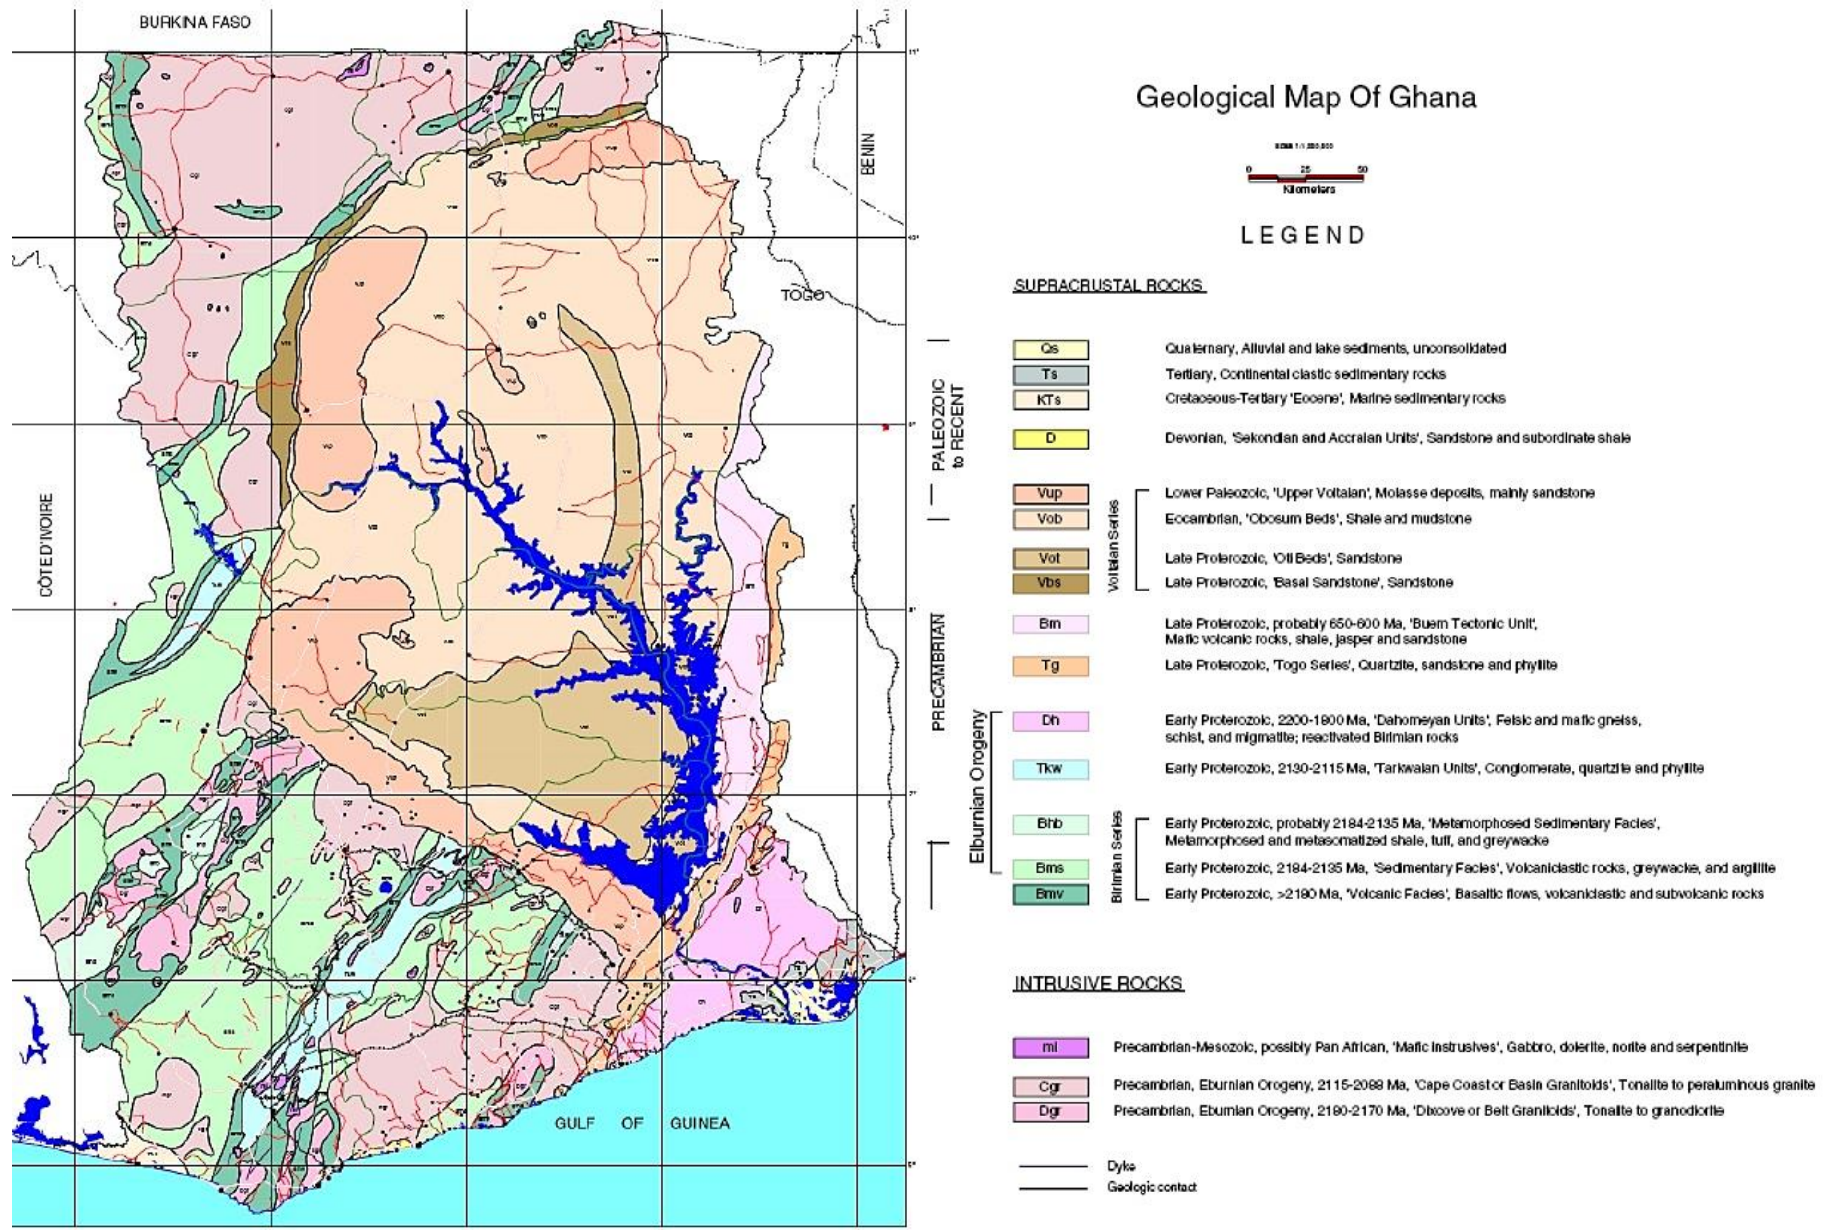 BURKINA FASO
BENIN
TOGO
CÔTE D'IVOIRE
GULF OF GUINEA
11°
10°
9°
8°
7°
6°
5°
Geological Map Of Ghana
0 25 50
Kilometers
LEGEND
SUPRACRUSTAL ROCKS
PALEOZOIC
to RECENT
Qs Quaternary, Alluvial and lake sediments, unconsolidated
Ts Tertiary, Continental clastic sedimentary rocks
KTs Cretaceous-Tertiary 'Eocene', Marine sedimentary rocks
D Devonian, 'Sekondian and Accraian Units', Sandstone and subordinate shale
Voltaian Series
Vup Lower Paleozoic, 'Upper Voltaian', Molasse deposits, mainly sandstone
Vob Eocambrian, 'Obosum Beds', Shale and mudstone
Vot Late Proterozoic, 'Oti Beds', Sandstone
Vbs Late Proterozoic, 'Basal Sandstone', Sandstone
PRECAMBRIAN
Bm Late Proterozoic, probably 650-600 Ma, 'Buem Tectonic Unit',
Mafic volcanic rocks, shale, jasper and sandstone
Tg Late Proterozoic, 'Togo Series', Quartzite, sandstone and phyllite
Elburnian Orogeny
Dh Early Proterozoic, 2200-1800 Ma, 'Dahomeyan Units', Felsic and mafic gneiss,
schist, and migmatite; reactivated Birimian rocks
Tkw Early Proterozoic, 2130-2115 Ma, 'Tarkwaian Units', Conglomerate, quartzite and phyllite
Birimian Series
Bhb Early Proterozoic, probably 2184-2135 Ma, 'Metamorphosed Sedimentary Facies',
Metamorphosed and metasomatized shale, tuff, and greywacke
Bms Early Proterozoic, 2184-2135 Ma, 'Sedimentary Facies', Volcaniclastic rocks, greywacke, and argillite
Bmv Early Proterozoic, >2180 Ma, 'Volcanic Facies', Basaltic flows, volcaniclastic and subvolcanic rocks
INTRUSIVE ROCKS
mi Precambrian-Mesozoic, possibly Pan African, 'Mafic Instrusives', Gabbro, dolerite, norite and serpentinite
Cgr Precambrian, Eburnian Orogeny, 2115-2088 Ma, 'Cape Coast or Basin Granitoids', Tonalite to peraluminous granite
Dgr Precambrian, Eburnian Orogeny, 2180-2170 Ma, 'Dixcove or Belt Granitoids', Tonalite to granodiorite
Dyke
Geologic contact